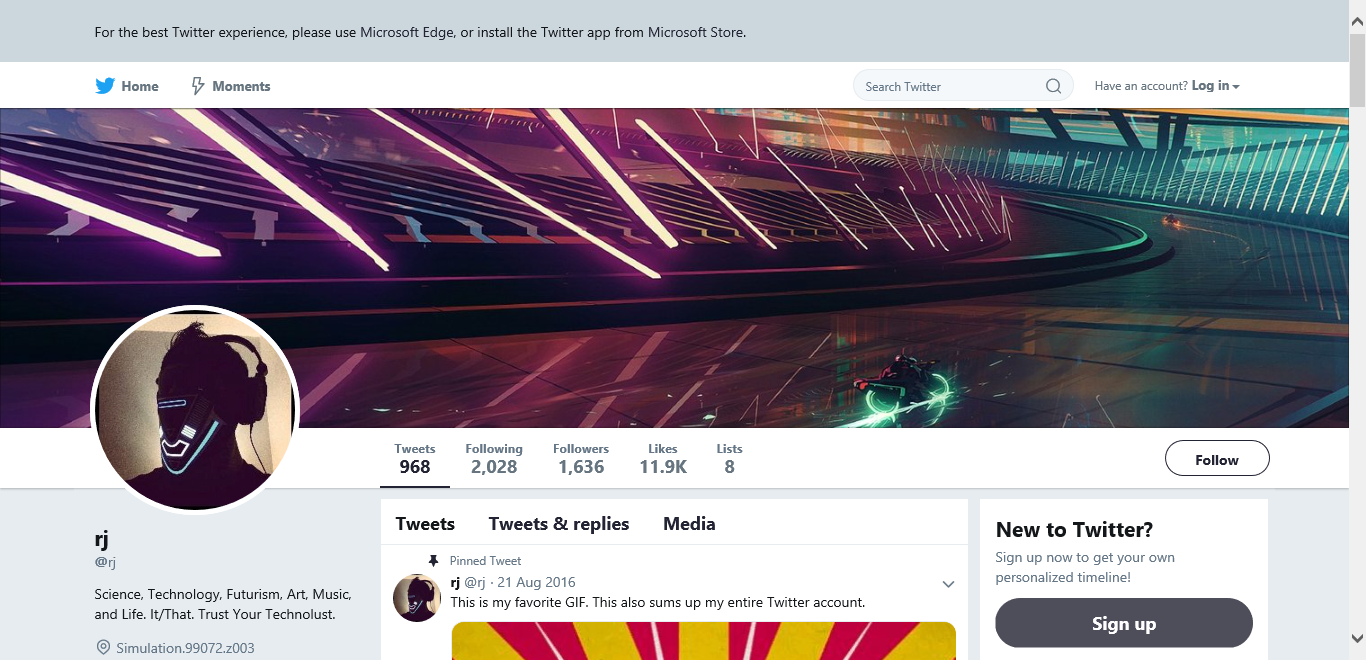 For the best Twitter experience, please use Microsoft Edge, or install the Twitter app from Microsoft Store.
Home
Moments
Search Twitter
Have an account? Log in
Tweets
968
Following
2,028
Followers
1,636
Likes
11.9K
Lists
8
Follow
rj
@rj
Science, Technology, Futurism, Art, Music,
and Life. It/That. Trust Your Technolust.
Simulation.99072.z003
Tweets
Tweets & replies
Media
Pinned Tweet
rj @rj · 21 Aug 2016
This is my favorite GIF. This also sums up my entire Twitter account.
New to Twitter?
Sign up now to get your own
personalized timeline!
Sign up